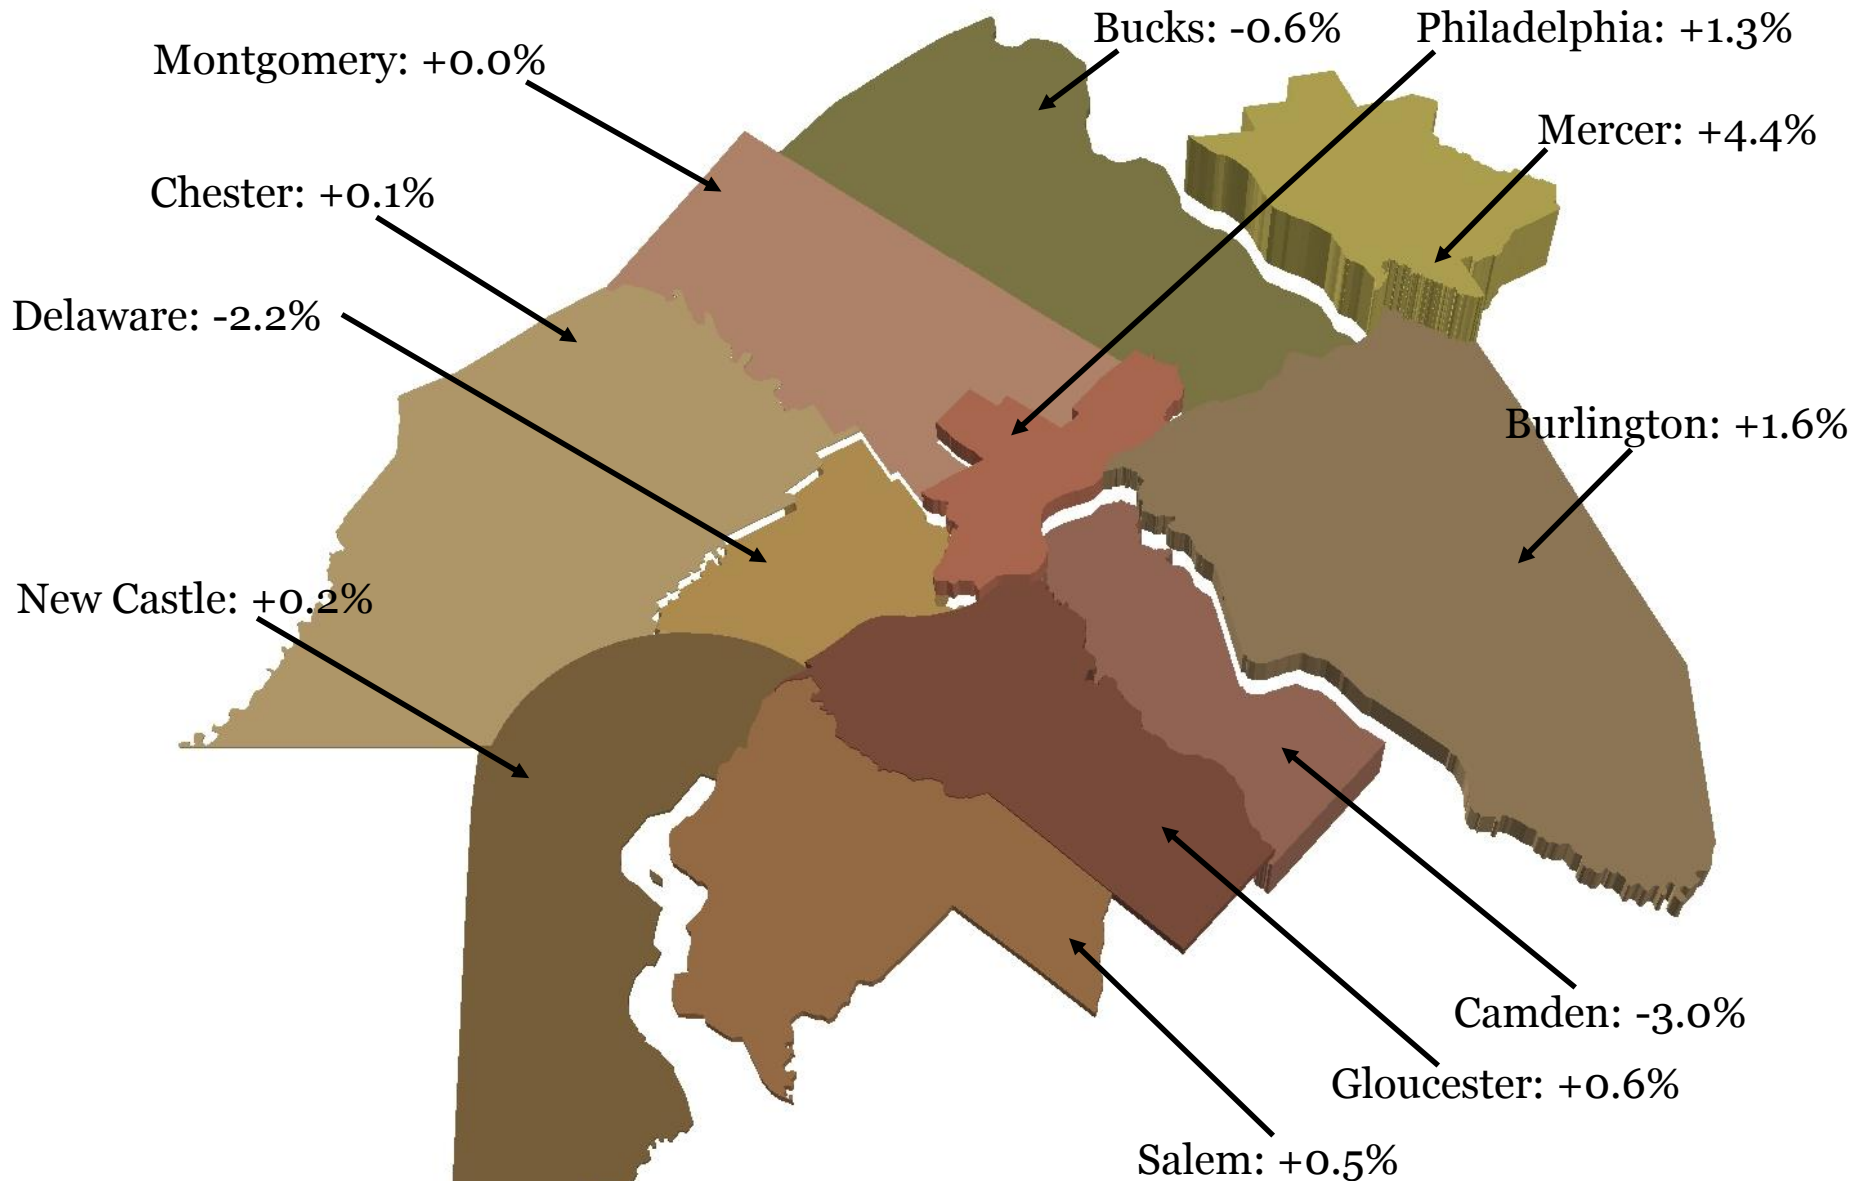 Bucks: -0.6%
Philadelphia: +1.3%
Montgomery: +0.0%
Mercer: +4.4%
Chester: +0.1%
Delaware: -2.2%
Burlington: +1.6%
New Castle: +0.2%
Camden: -3.0%
Gloucester: +0.6%
Salem: +0.5%